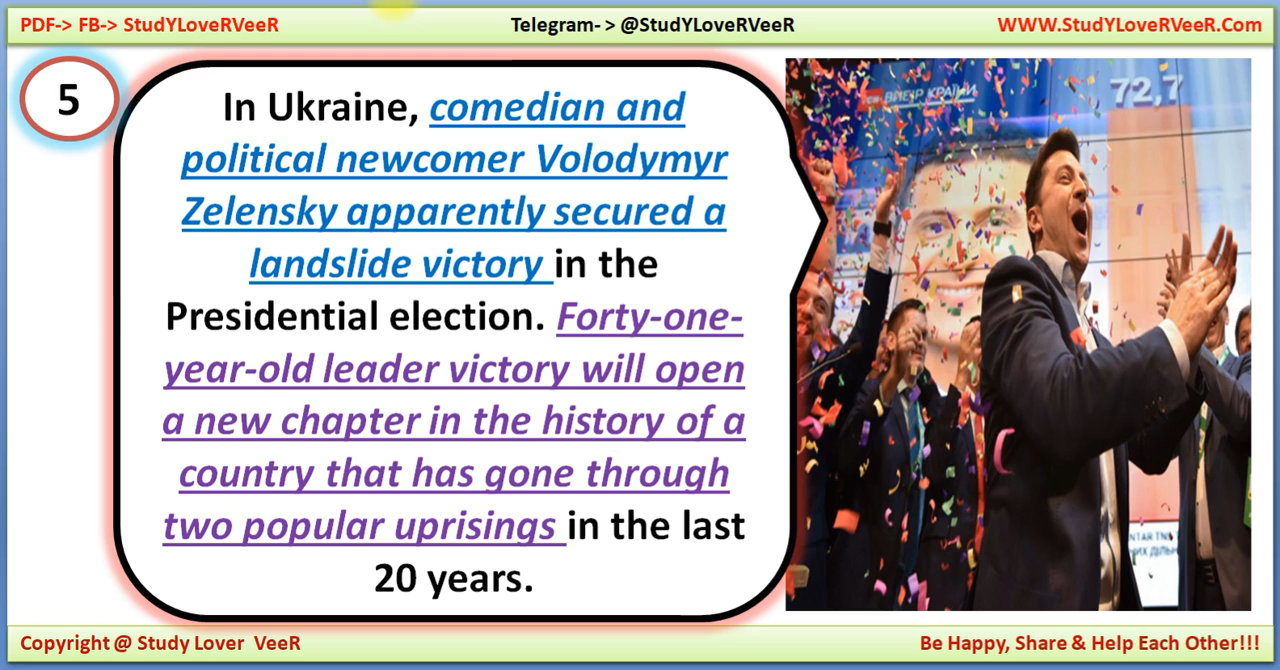 PDF-> FB-> StudYLoveRVeeR
Telegram- > @StudYLoveRVeeR
WWW.StudYLoveRVeeR.Com
5
In Ukraine, comedian and
political newcomer Volodymyr
Zelensky apparently secured a
landslide victory in the
Presidential election. Forty-one-
year-old leader victory will open
a new chapter in the history of a
country that has gone through
two popular uprisings in the last
20 years.
ВИБІР КРАЇНИ
72,7
Copyright @ Study Lover VeeR
Be Happy, Share & Help Each Other!!!